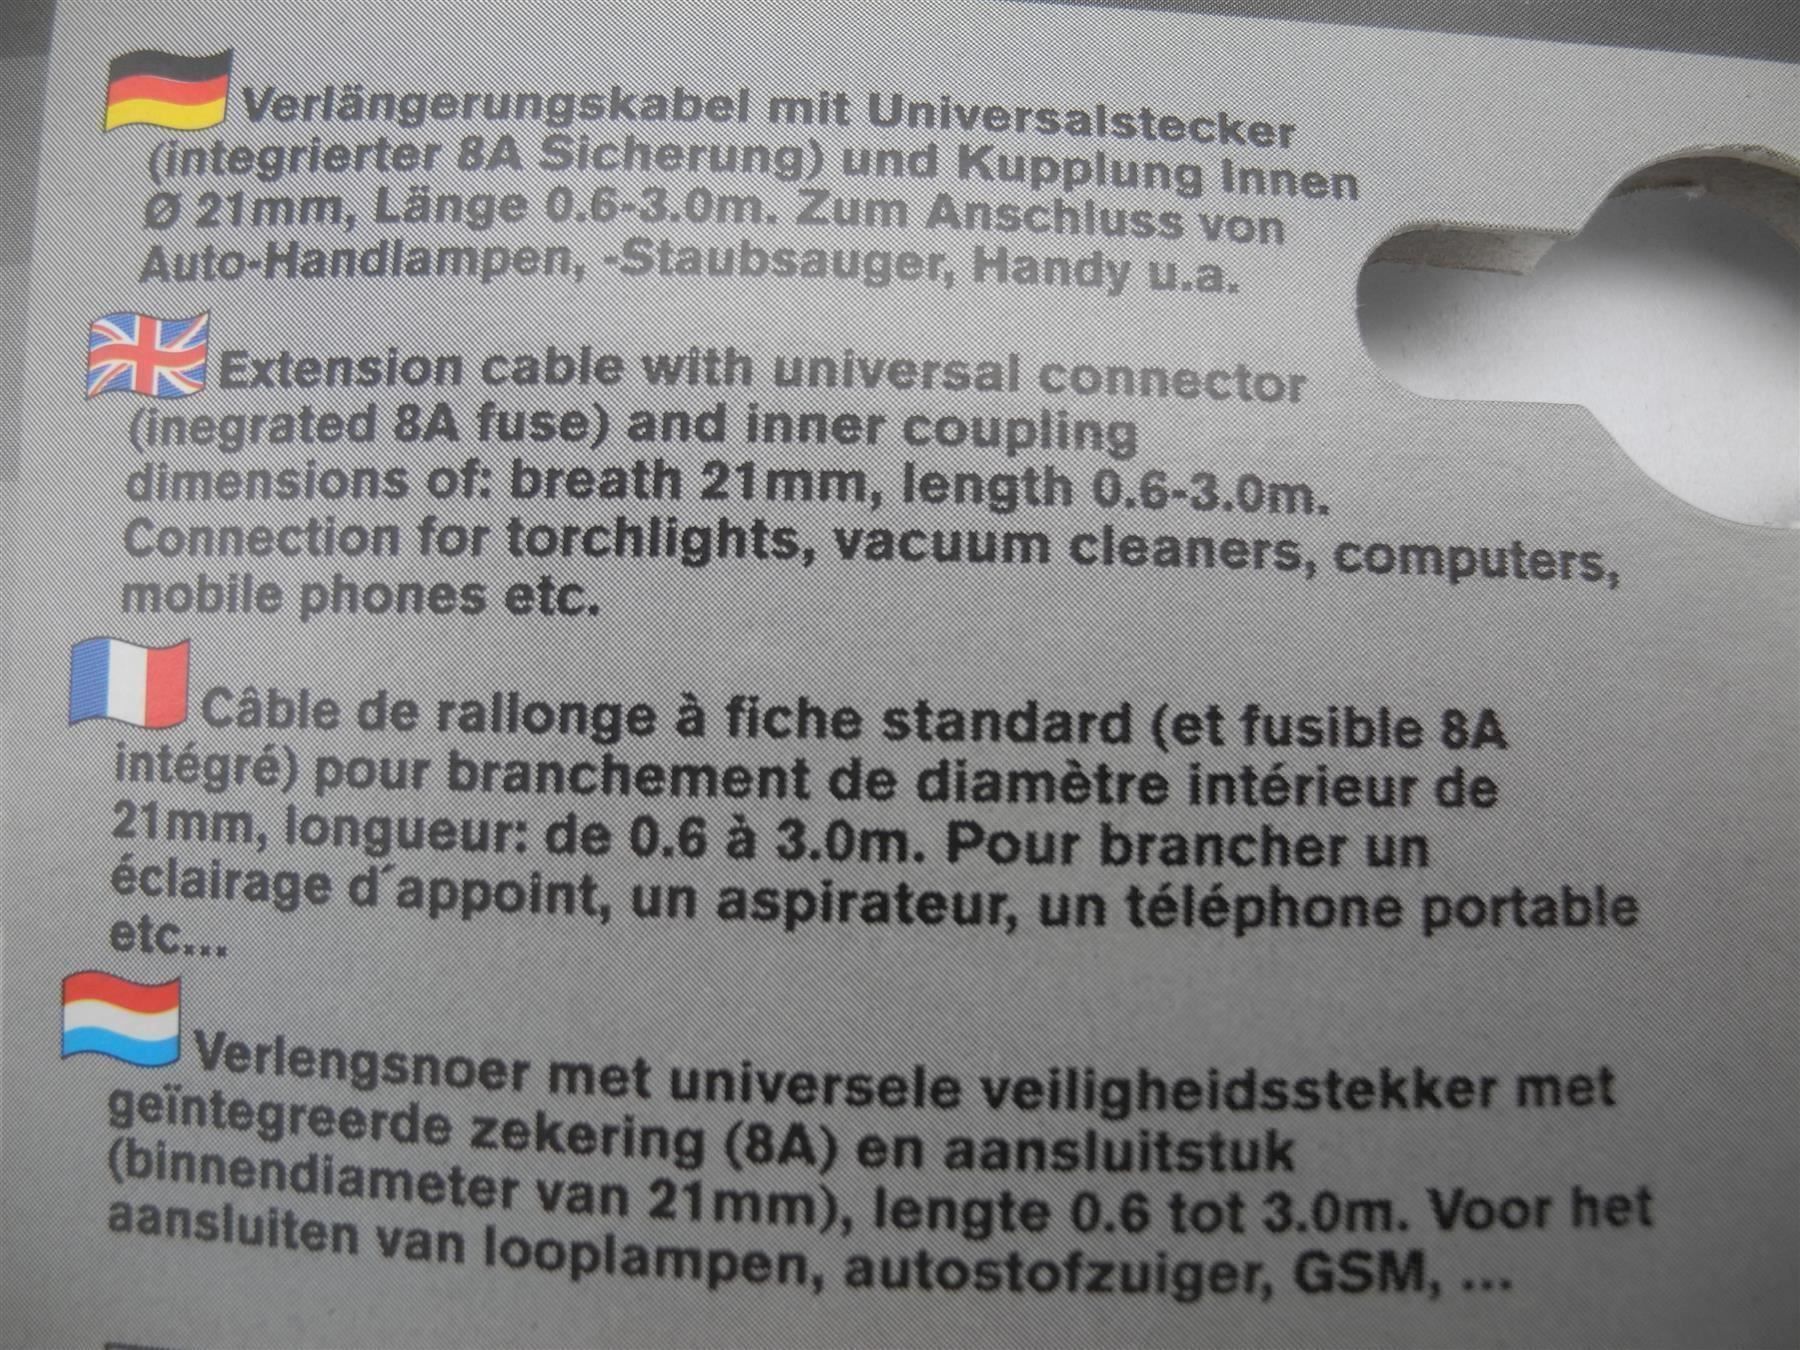 Verlängerungskabel mit Universalstecker
(integrierter 8A Sicherung) und Kupplung Innen
Ø 21mm, Länge 0.6-3.0m. Zum Anschluss von
Auto-Handlampen, -Staubsauger, Handy u.a.
Extension cable with universal connector
(inegrated 8A fuse) and inner coupling
dimensions of: breath 21mm, length 0.6-3.0m.
Connection for torchlights, vacuum cleaners, computers,
mobile phones etc.
Câble de rallonge à fiche standard (et fusible 8A
intégré) pour branchement de diamètre intérieur de
21mm, longueur: de 0.6 à 3.0m. Pour brancher un
éclairage d´appoint, un aspirateur, un téléphone portable
etc...
Verlengsnoer met universele veiligheidsstekker met
geïntegreerde zekering (8A) en aansluitstuk
(binnendiameter van 21mm), lengte 0.6 tot 3.0m. Voor het
aansluiten van looplampen, autostofzuiger, GSM, ...